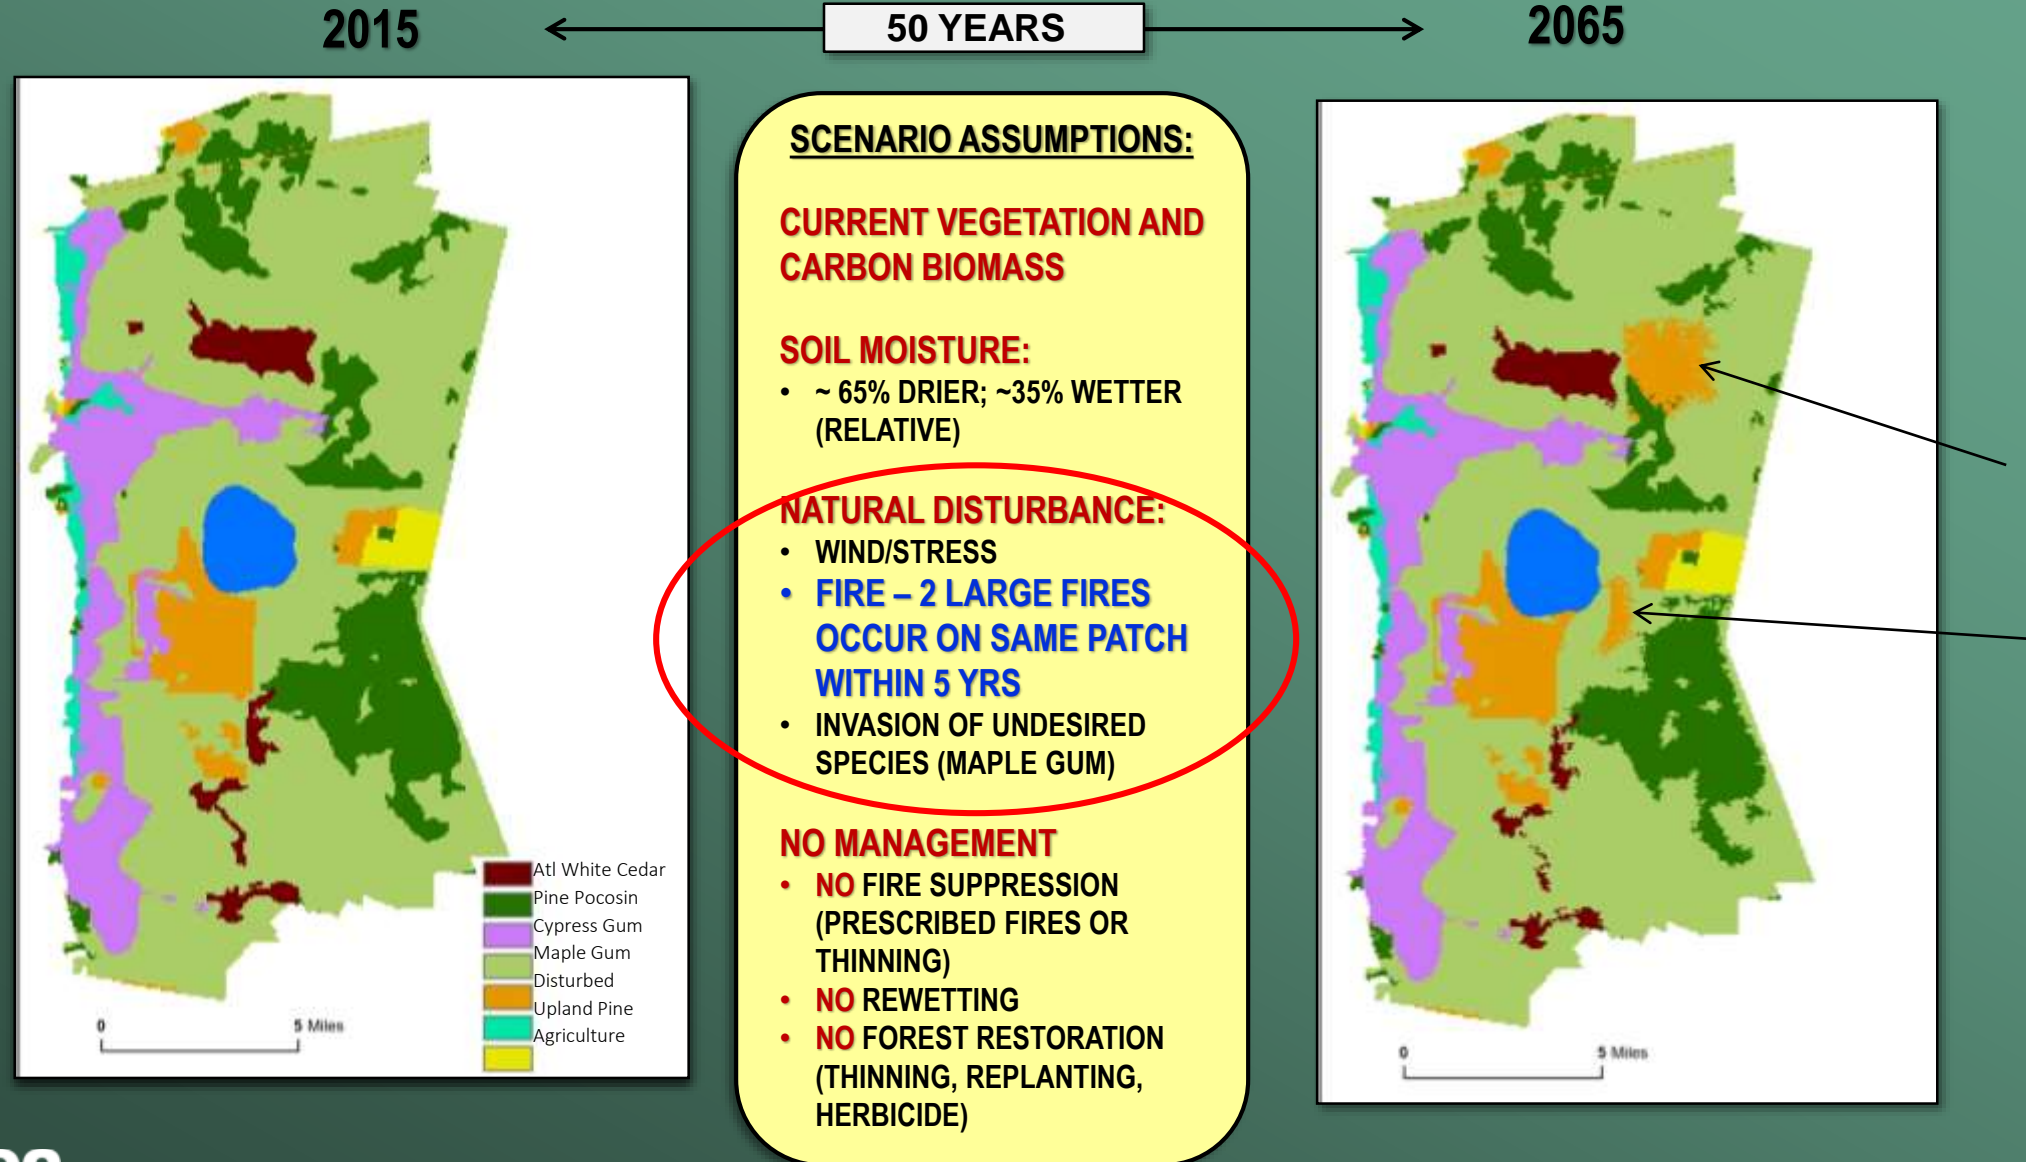 2015
50 YEARS
2065
SCENARIO ASSUMPTIONS:
CURRENT VEGETATION AND
CARBON BIOMASS
SOIL MOISTURE:
• ~ 65% DRIER; ~35% WETTER
(RELATIVE)
NATURAL DISTURBANCE:
• WIND/STRESS
• FIRE – 2 LARGE FIRES
OCCUR ON SAME PATCH
WITHIN 5 YRS
• INVASION OF UNDESIRED
SPECIES (MAPLE GUM)
NO MANAGEMENT
• NO FIRE SUPPRESSION
(PRESCRIBED FIRES OR
THINNING)
• NO REWETTING
• NO FOREST RESTORATION
(THINNING, REPLANTING,
HERBICIDE)
Atl White Cedar
Pine Pocosin
Cypress Gum
Maple Gum
Disturbed
Upland Pine
Agriculture
0 5 Miles
0 5 Miles